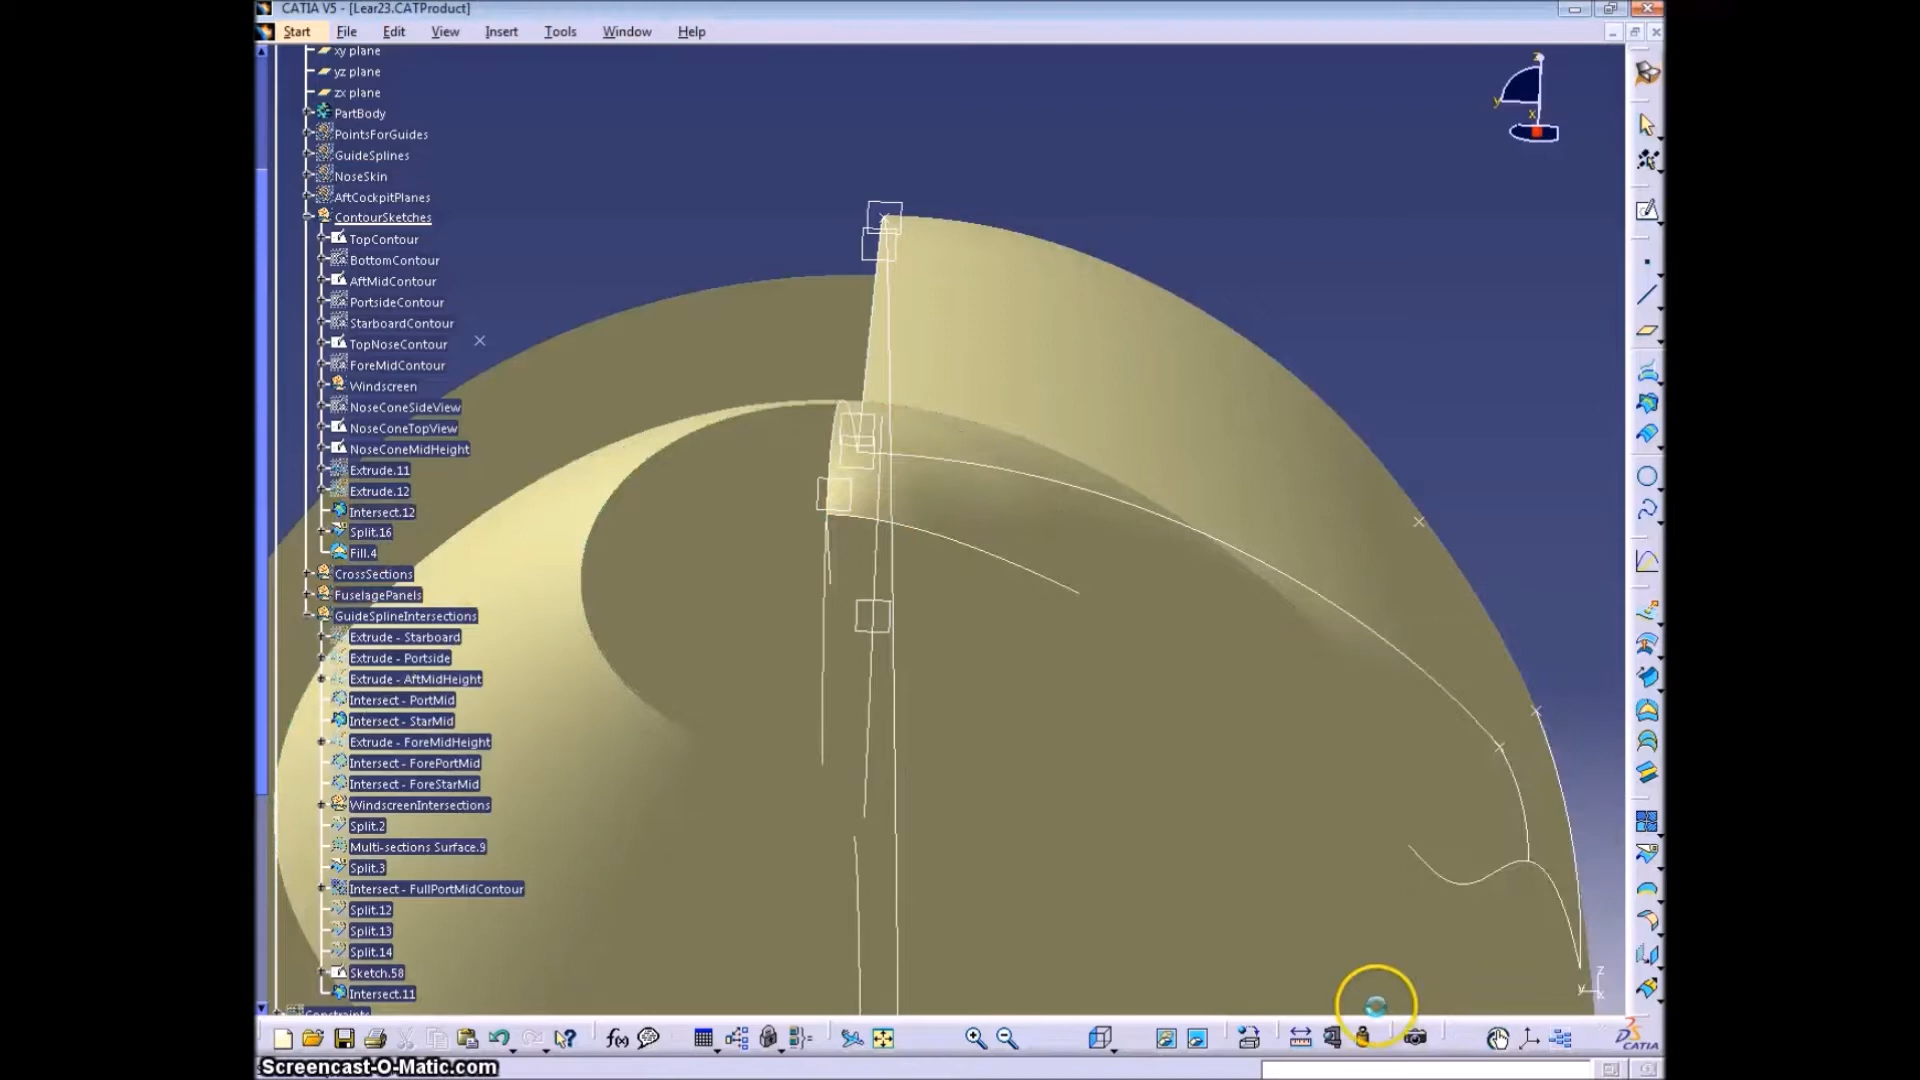 CATIA V5 - [Lear23.CATProduct]
Start File Edit View Insert Tools Window Help
xy plane
yz plane
zx plane
PartBody
PointsForGuides
GuideSplines
NoseSkin
AftCockpitPlanes
ContourSketches
TopContour
BottomContour
AftMidContour
PortsideContour
StarboardContour
TopNoseContour
ForeMidContour
Windscreen
NoseConeSideView
NoseConeTopView
NoseConeMidHeight
Extrude.11
Extrude.12
Intersect.12
Split.16
Fill.4
CrossSections
FuselagePanels
GuideSplineIntersections
Extrude - Starboard
Extrude - Portside
Extrude - AftMidHeight
Intersect - PortMid
Intersect - StarMid
Extrude - ForeMidHeight
Intersect - ForePortMid
Intersect - ForeStarMid
WindscreenIntersections
Split.2
Multi-sections Surface.9
Split.3
Intersect - FullPortMidContour
Split.12
Split.13
Split.14
Sketch.58
Intersect.11
Constraints
z
y
x
z
y
x
f(x)
CATIA
Screencast-O-Matic.com